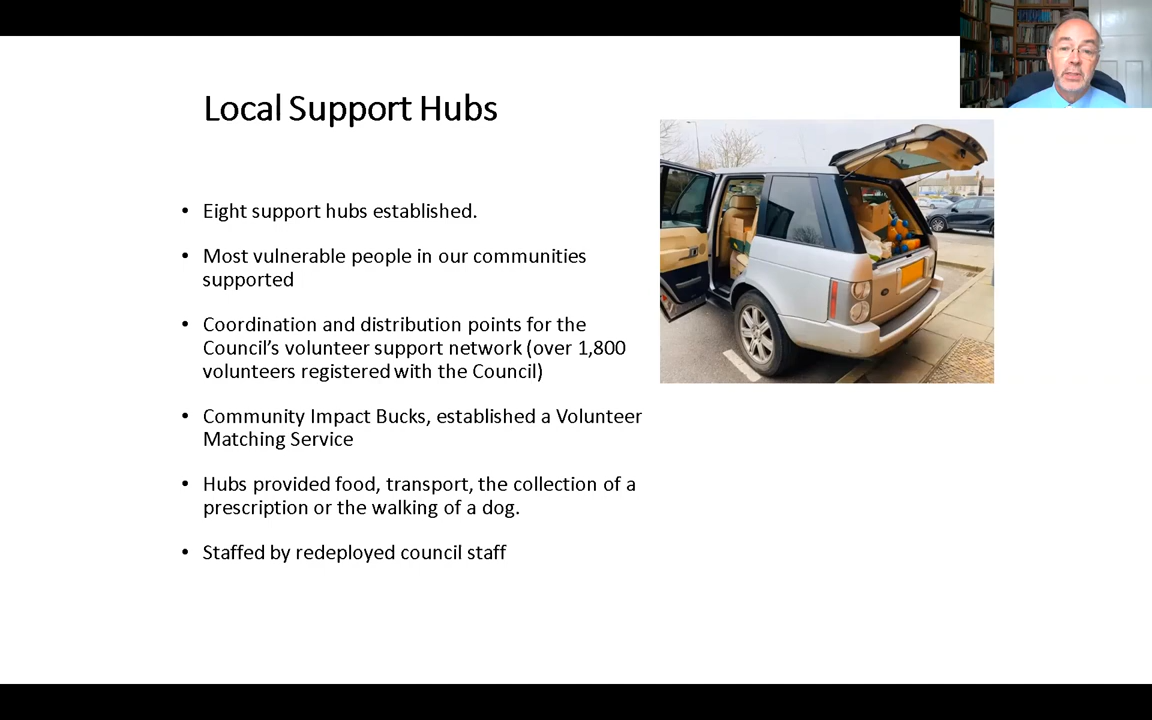 Local Support Hubs
• Eight support hubs established.
• Most vulnerable people in our communities
supported
• Coordination and distribution points for the
Council's volunteer support network (over 1,800
volunteers registered with the Council)
• Community Impact Bucks, established a Volunteer
Matching Service
• Hubs provided food, transport, the collection of a
prescription or the walking of a dog.
• Staffed by redeployed council staff